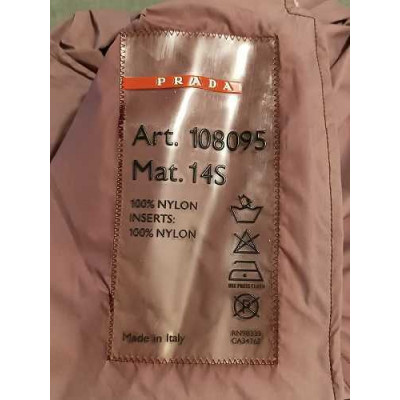 PRADA
Art. 108095
Mat. 14S
100% NYLON
INSERTS:
100% NYLON
Made in Italy